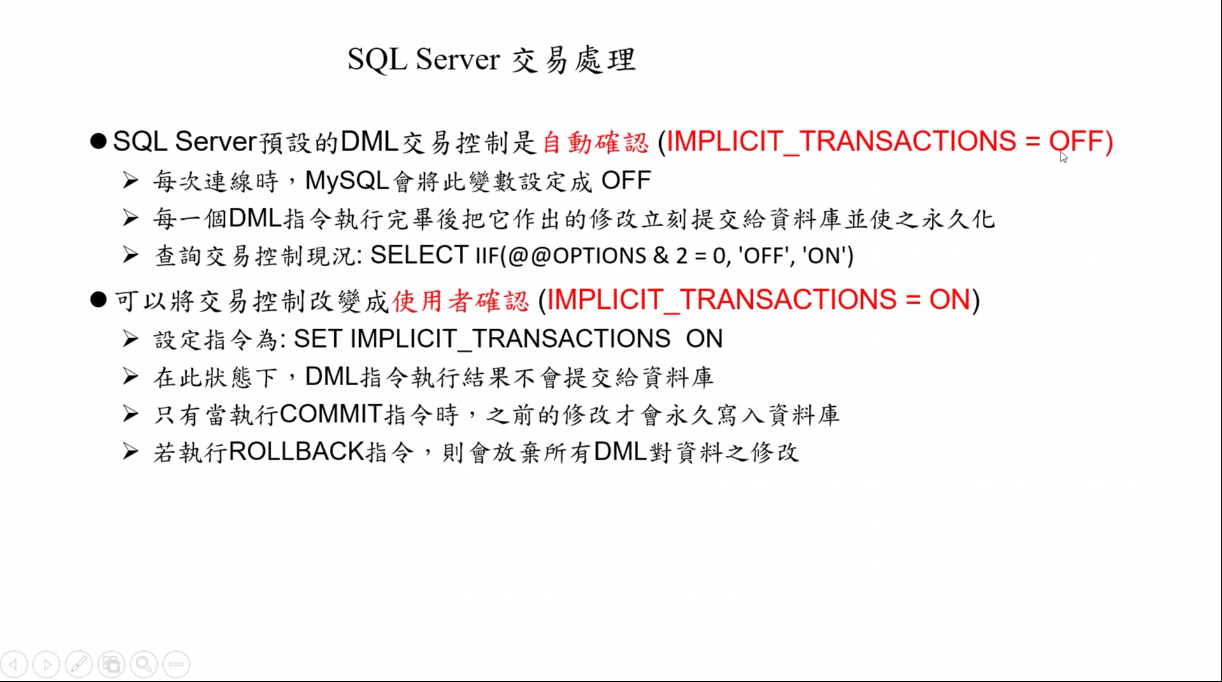 SQL Server 交易處理
●SQL Server預設的DML交易控制是自動確認 (IMPLICIT_TRANSACTIONS = OFF)
➢ 每次連線時，MySQL會將此變數設定成 OFF
➢ 每一個DML指令執行完畢後把它作出的修改立刻提交給資料庫並使之永久化
➢ 查詢交易控制現況: SELECT IIF(@@OPTIONS & 2 = 0, 'OFF', 'ON')
●可以將交易控制改變成使用者確認 (IMPLICIT_TRANSACTIONS = ON)
➢ 設定指令為: SET IMPLICIT_TRANSACTIONS  ON
➢ 在此狀態下，DML指令執行結果不會提交給資料庫
➢ 只有當執行COMMIT指令時，之前的修改才會永久寫入資料庫
➢ 若執行ROLLBACK指令，則會放棄所有DML對資料之修改